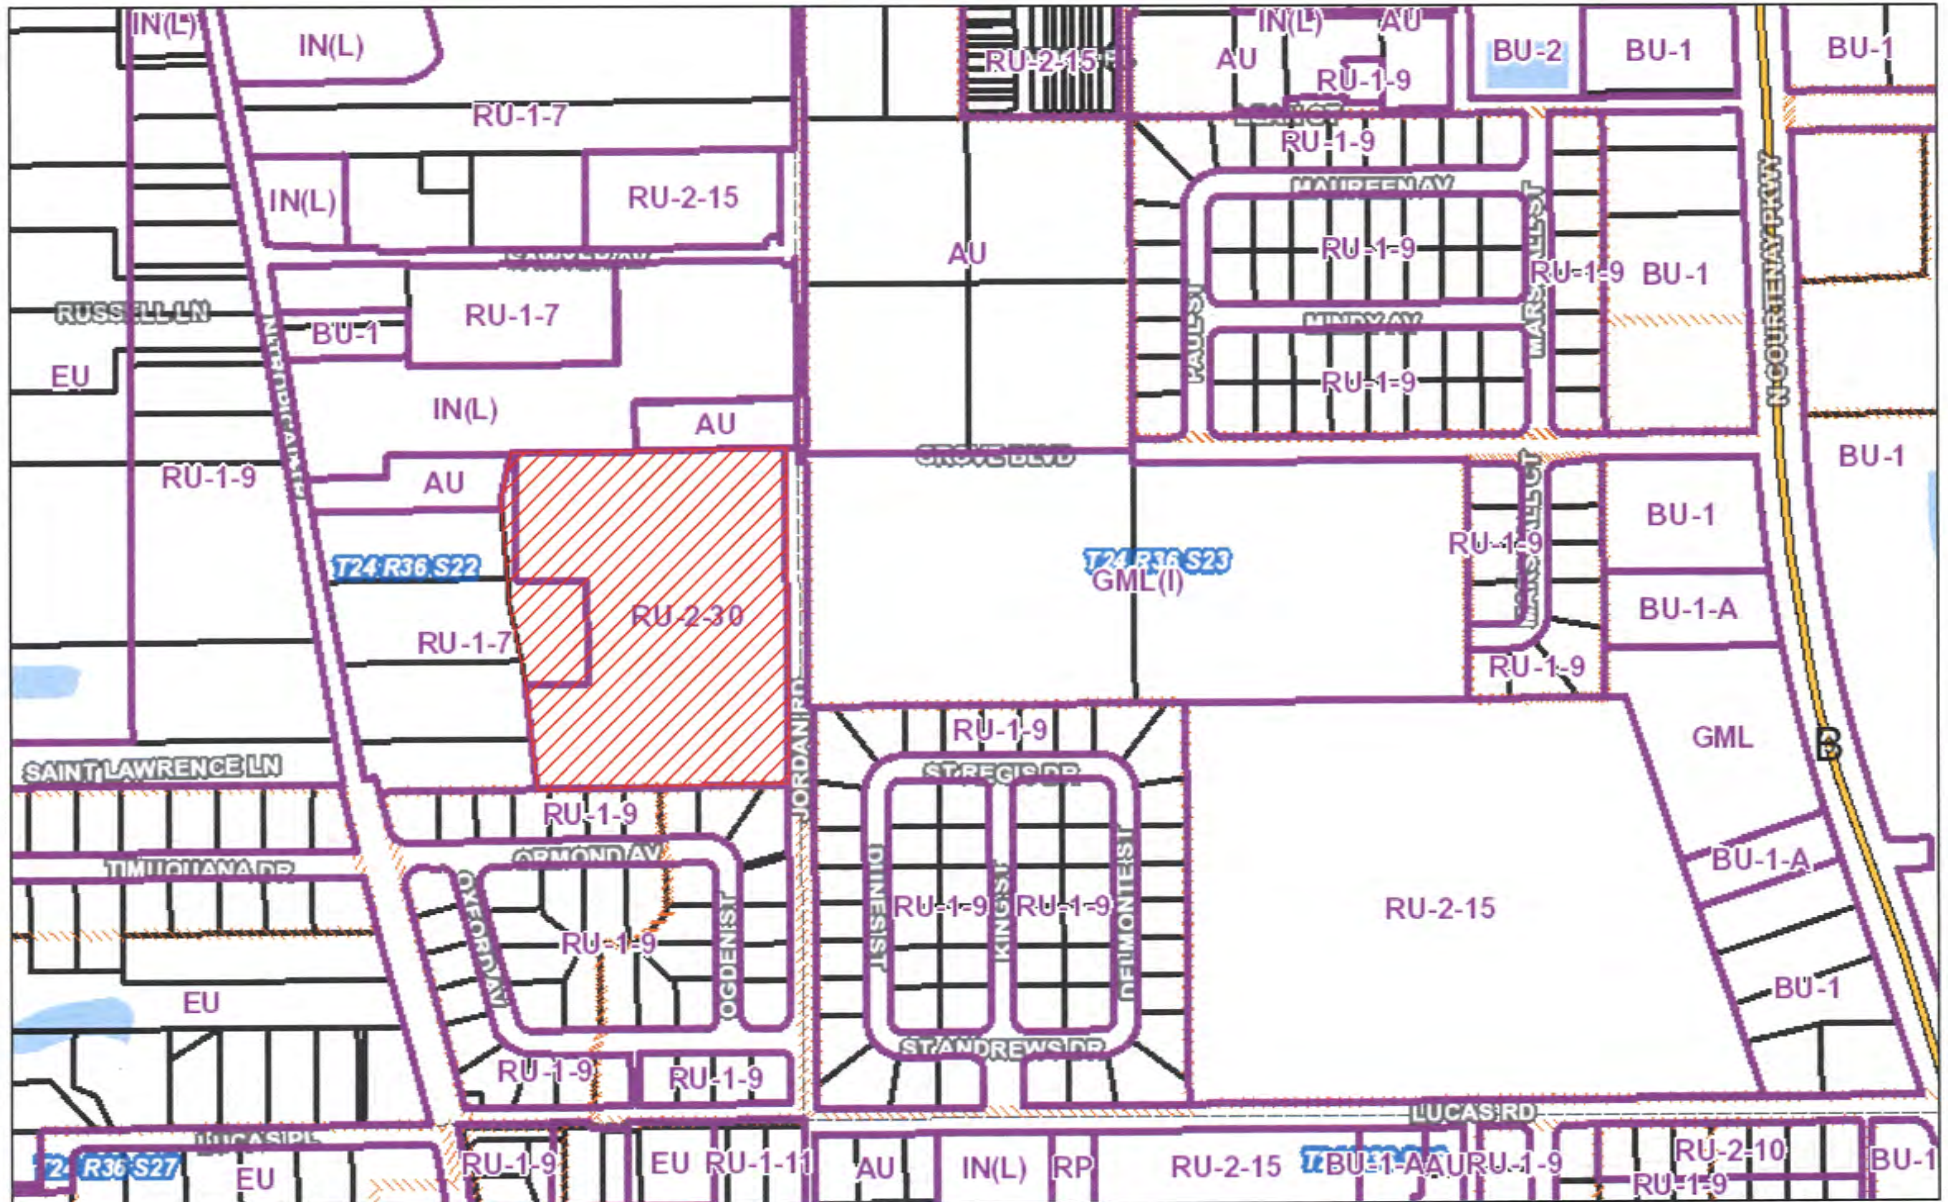 IN(L)
IN(L)
IN(L)
AU
BU-2
BU-1
BU-1
RU-2-15
AU
RU-1-9
RU-1-7
RU-1-9
IN(L)
RU-2-15
MAUREEN AV
AU
RU-1-9
RU-1-9
BU-1
RUSSELL LN
RU-1-7
BU-1
MINDY AV
PAUL ST
N COURTENAY PKWY
EU
RU-1-9
IN(L)
AU
GROVE BLVD
BU-1
RU-1-9
AU
BU-1
RU-1-9
T24 R36 S22
T24 R36 S23
GML(I)
BU-1-A
RU-2-30
RU-1-7
RU-1-9
JORDAN RD
RU-1-9
GML
B
SAINT LAWRENCE LN
ST REGIS DR
RU-1-9
ORMOND AV
TIMUQUANA DR
BU-1-A
OXFORD AV
OGDEN ST
RU-1-9
KING ST
RU-1-9
DELMONTE ST
RU-2-15
RU-1-9
BU-1
EU
ST ANDREWS DR
RU-1-9
RU-1-9
LUCAS RD
LUCAS PL
T24 R36 S27
EU
RU-1-9
EU
RU-1-11
AU
IN(L)
RP
RU-2-15
BU-1-A
AU
RU-1-9
RU-2-10
RU-1-9
BU-1